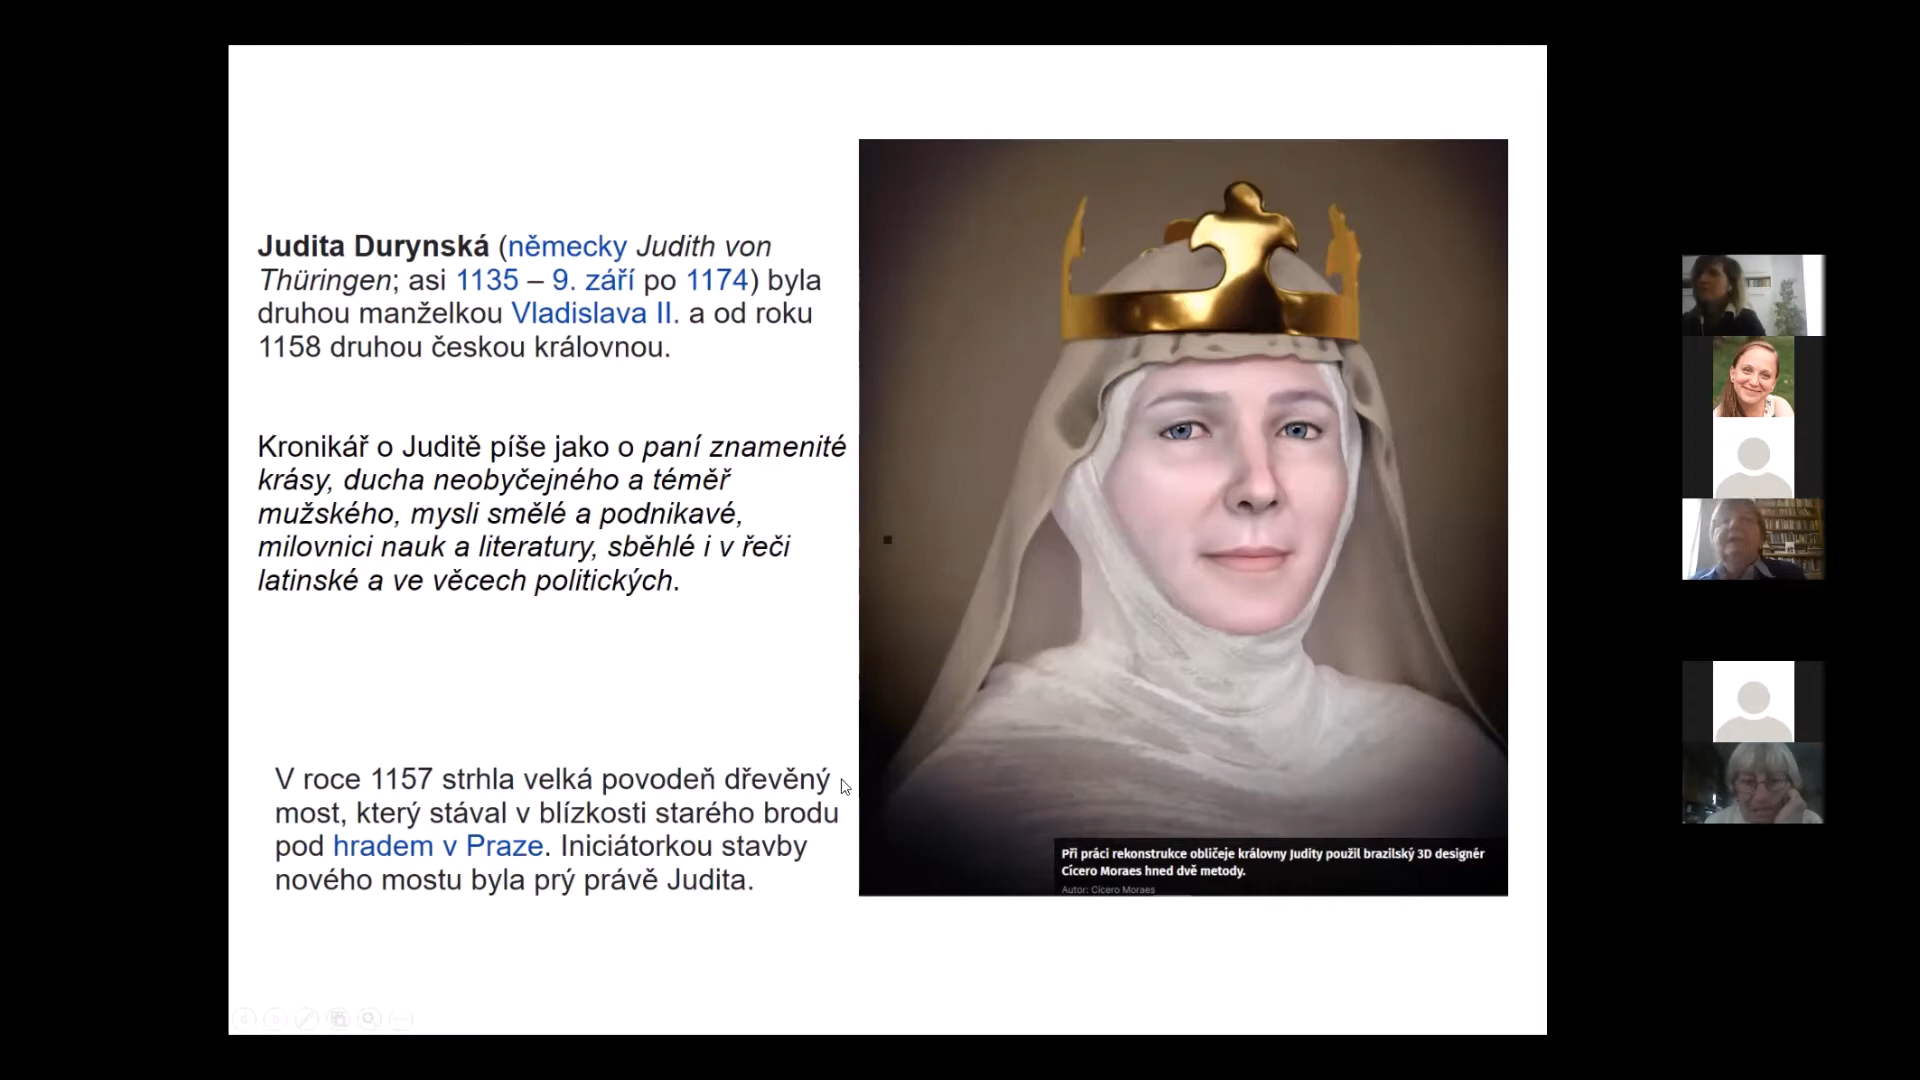 Judita Durynská (německy Judith von
Thüringen; asi 1135 – 9. září po 1174) byla
druhou manželkou Vladislava II. a od roku
1158 druhou českou královnou.
Kronikář o Juditě píše jako o paní znamenité
krásy, ducha neobyčejného a téměř
mužského, mysli smělé a podnikavé,
milovnici nauk a literatury, sběhlé i v řeči
latinské a ve věcech politických.
V roce 1157 strhla velká povodeň dřevěný
most, který stával v blízkosti starého brodu
pod hradem v Praze. Iniciátorkou stavby
nového mostu byla prý právě Judita.
Při práci rekonstrukce obličeje královny Judity použil brazilský 3D designér
Cícero Moraes hned dvě metody.
Autor: Cícero Moraes